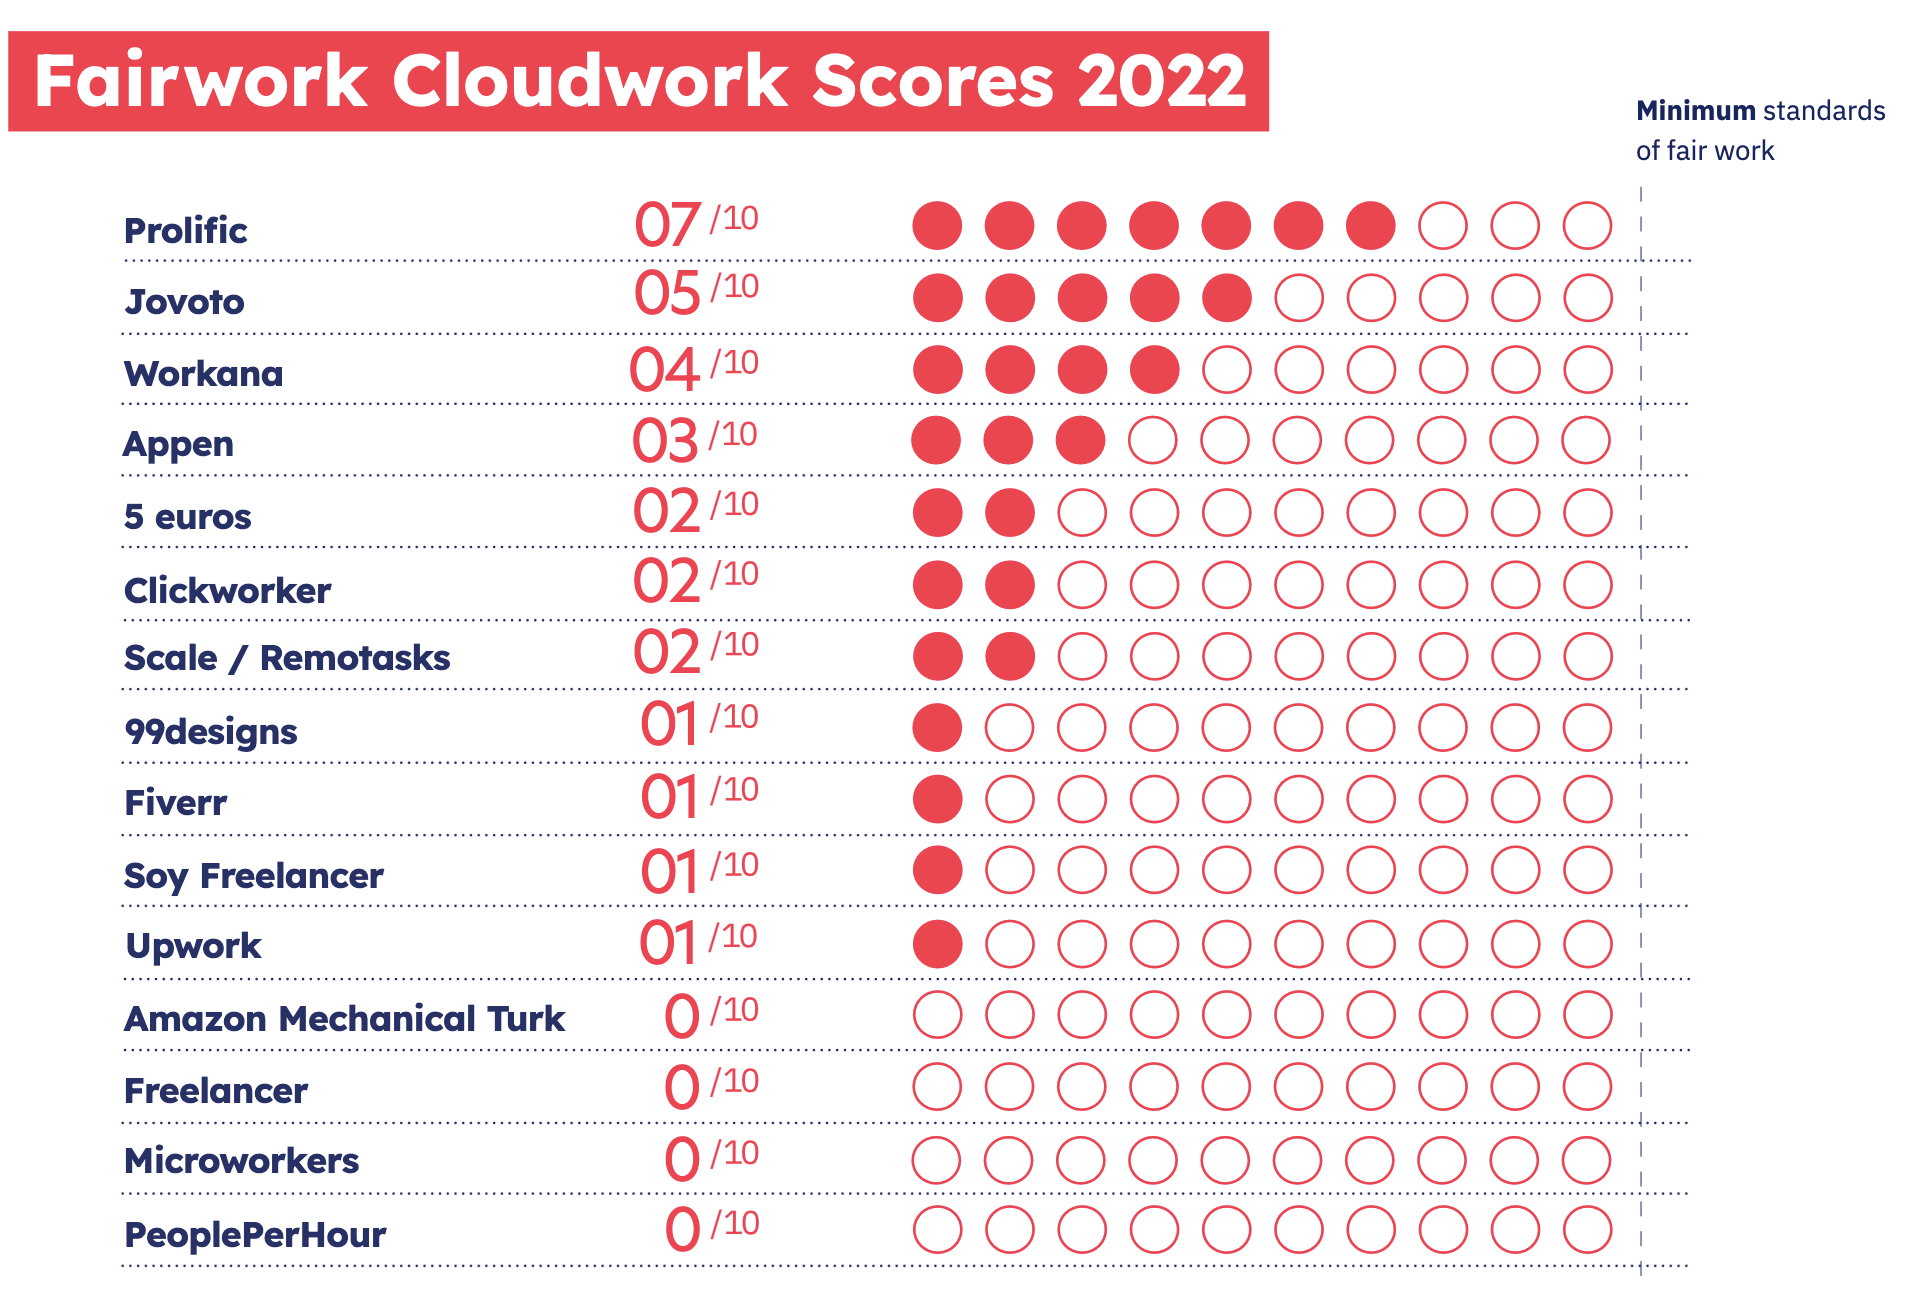 Fairwork Cloudwork Scores 2022
Minimum standards
of fair work
Prolific 07 /10
Jovoto 05 /10
Workana 04 /10
Appen 03 /10
5 euros 02 /10
Clickworker 02 /10
Scale / Remotasks 02 /10
99designs 01 /10
Fiverr 01 /10
Soy Freelancer 01 /10
Upwork 01 /10
Amazon Mechanical Turk 0 /10
Freelancer 0 /10
Microworkers 0 /10
PeoplePerHour 0 /10